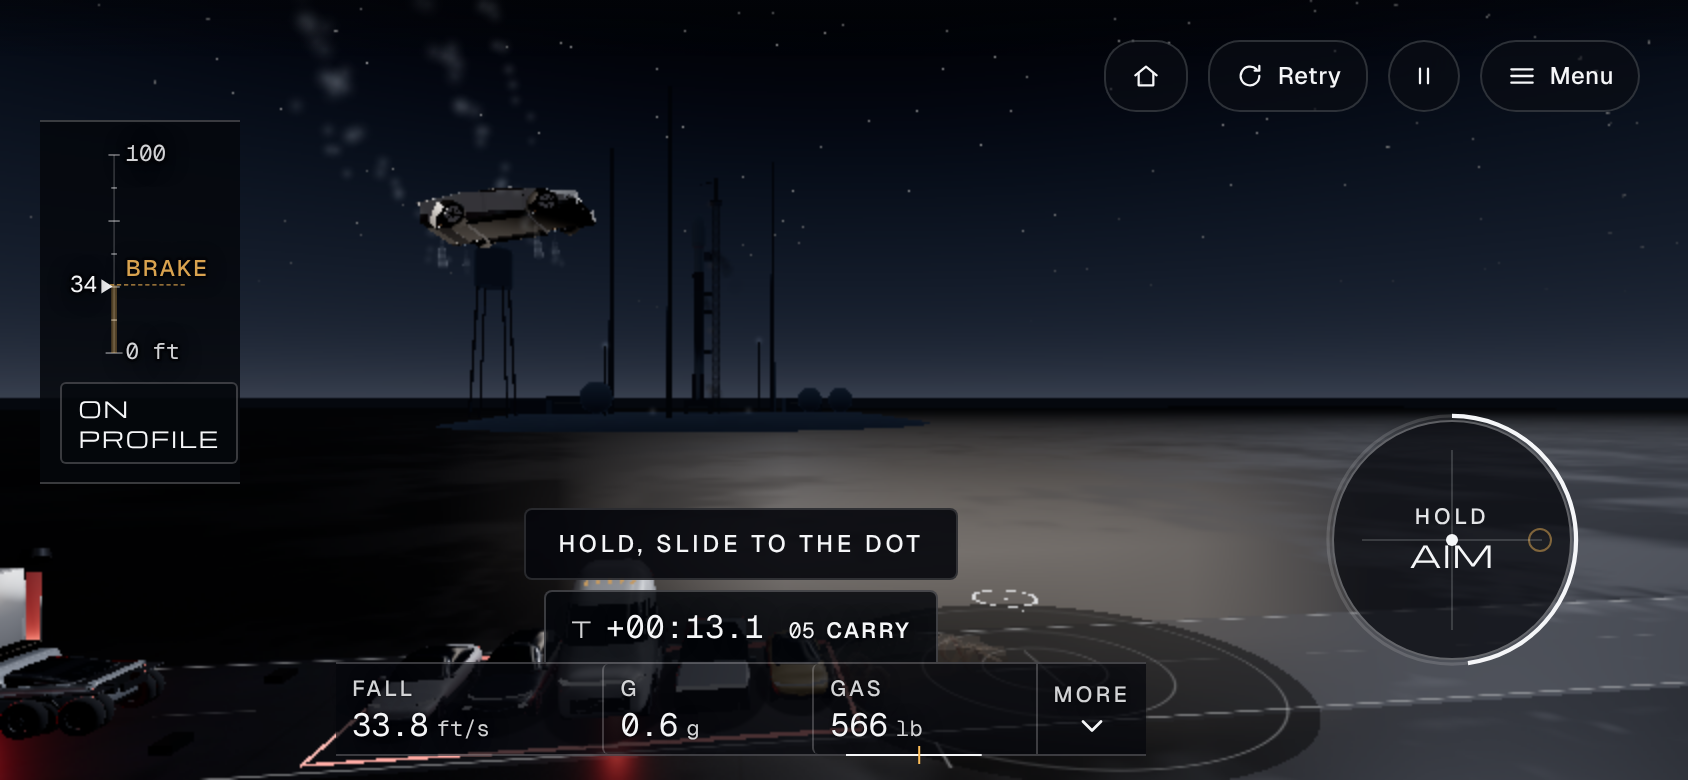 Retry
Menu
100
BRAKE
34
0 ft
ON
PROFILE
HOLD
AIM
HOLD, SLIDE TO THE DOT
T +00:13.1 05 CARRY
FALL
33.8 ft/s
G
0.6 g
GAS
566 lb
MORE